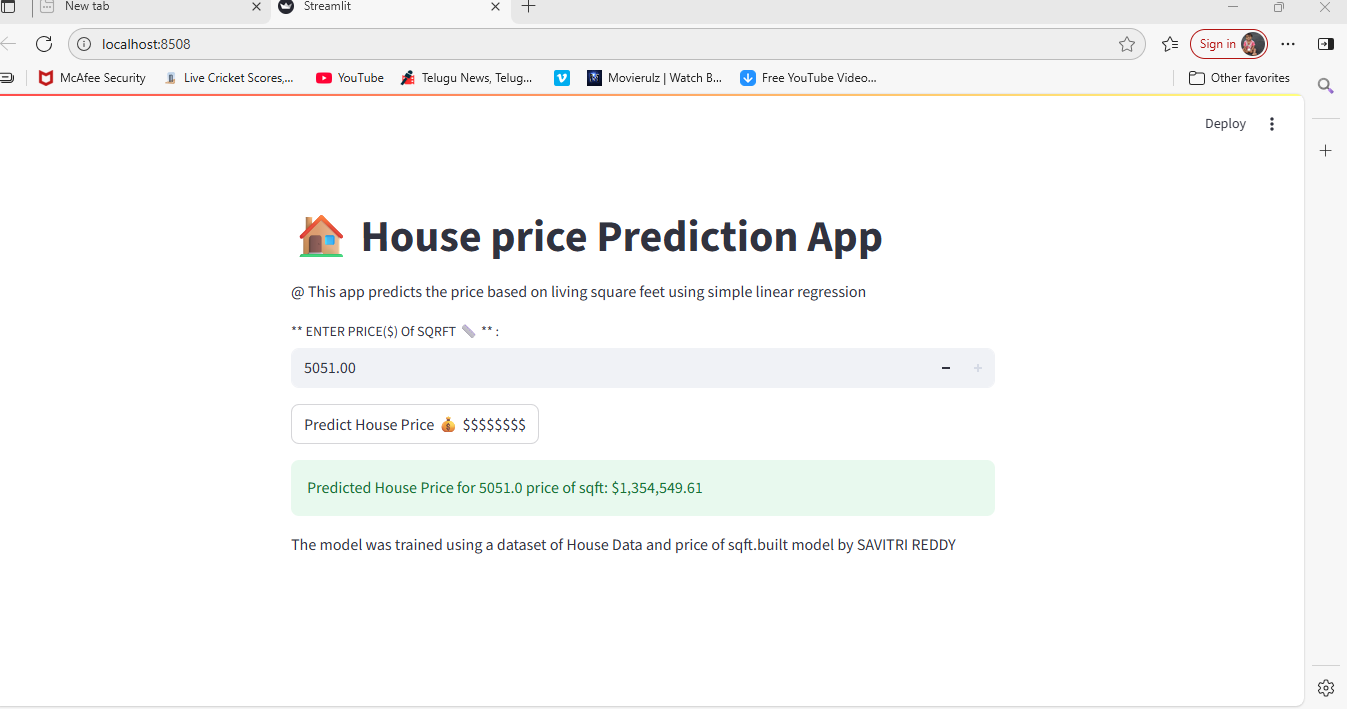 New tab
Streamlit
localhost:8508
Sign in
McAfee Security
Live Cricket Scores,...
YouTube
Telugu News, Telug...
Movierulz | Watch B...
Free YouTube Video...
Other favorites
Deploy
House price Prediction App
@ This app predicts the price based on living square feet using simple linear regression
** ENTER PRICE($) Of SQRFT 📏 ** :
5051.00
Predict House Price 💰 $$$$$$$$
Predicted House Price for 5051.0 price of sqft: $1,354,549.61
The model was trained using a dataset of House Data and price of sqft.built model by SAVITRI REDDY